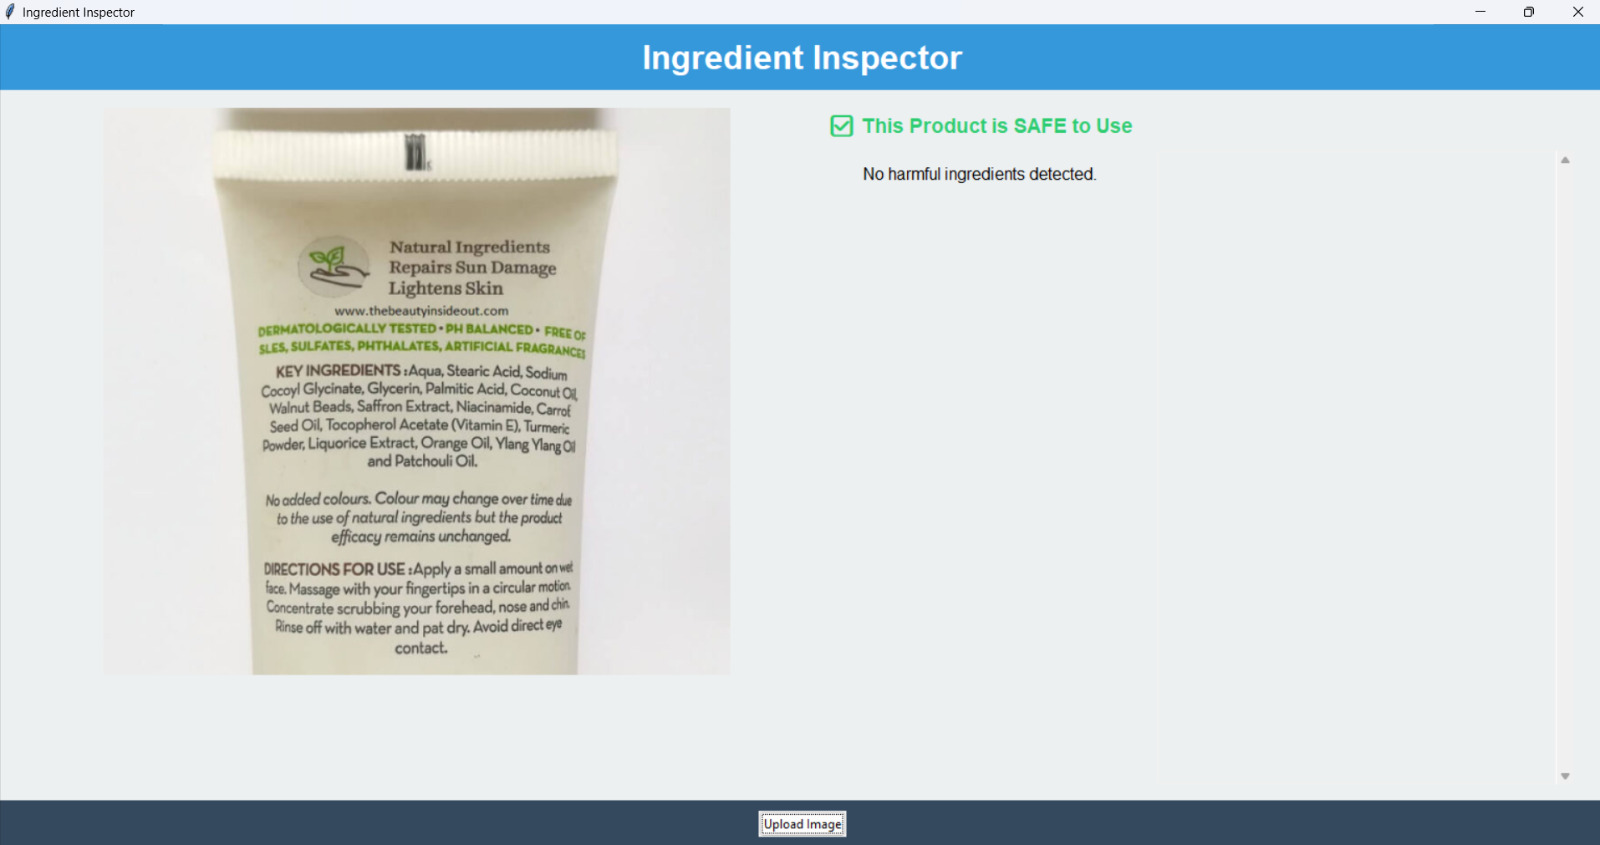 Ingredient Inspector
Ingredient Inspector
Natural Ingredients
Repairs Sun Damage
Lightens Skin
www.thebeautyinsideout.com
DERMATOLOGICALLY TESTED • PH BALANCED • FREE OF
SLES, SULFATES, PHTHALATES, ARTIFICIAL FRAGRANCES
KEY INGREDIENTS :Aqua, Stearic Acid, Sodium
Cocoyl Glycinate, Glycerin, Palmitic Acid, Coconut Oil,
Walnut Beads, Saffron Extract, Niacinamide, Carrot
Seed Oil, Tocopherol Acetate (Vitamin E), Turmeric
Powder, Liquorice Extract, Orange Oil, Ylang Ylang Oil
and Patchouli Oil.
No added colours. Colour may change over time due
to the use of natural ingredients but the product
efficacy remains unchanged.
DIRECTIONS FOR USE :Apply a small amount on wet
face. Massage with your fingertips in a circular motion.
Concentrate scrubbing your forehead, nose and chin.
Rinse off with water and pat dry. Avoid direct eye
contact.
This Product is SAFE to Use
No harmful ingredients detected.
Upload Image